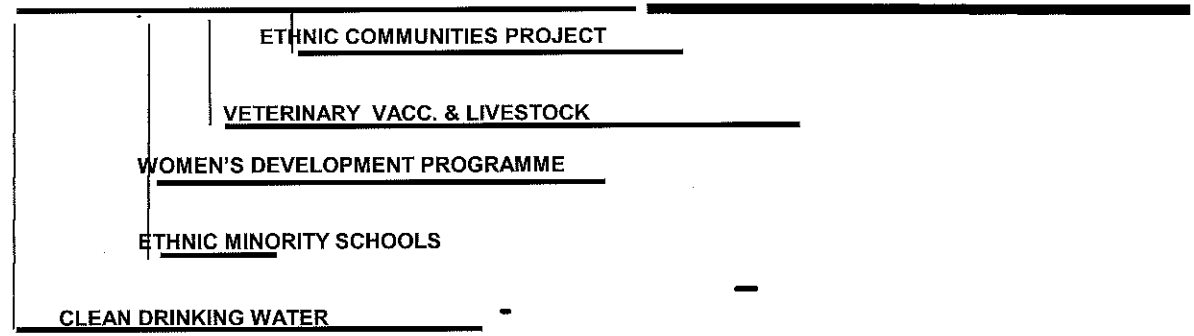 ETHNIC COMMUNITIES PROJECT
VETERINARY VACC. & LIVESTOCK
WOMEN'S DEVELOPMENT PROGRAMME
ETHNIC MINORITY SCHOOLS
CLEAN DRINKING WATER